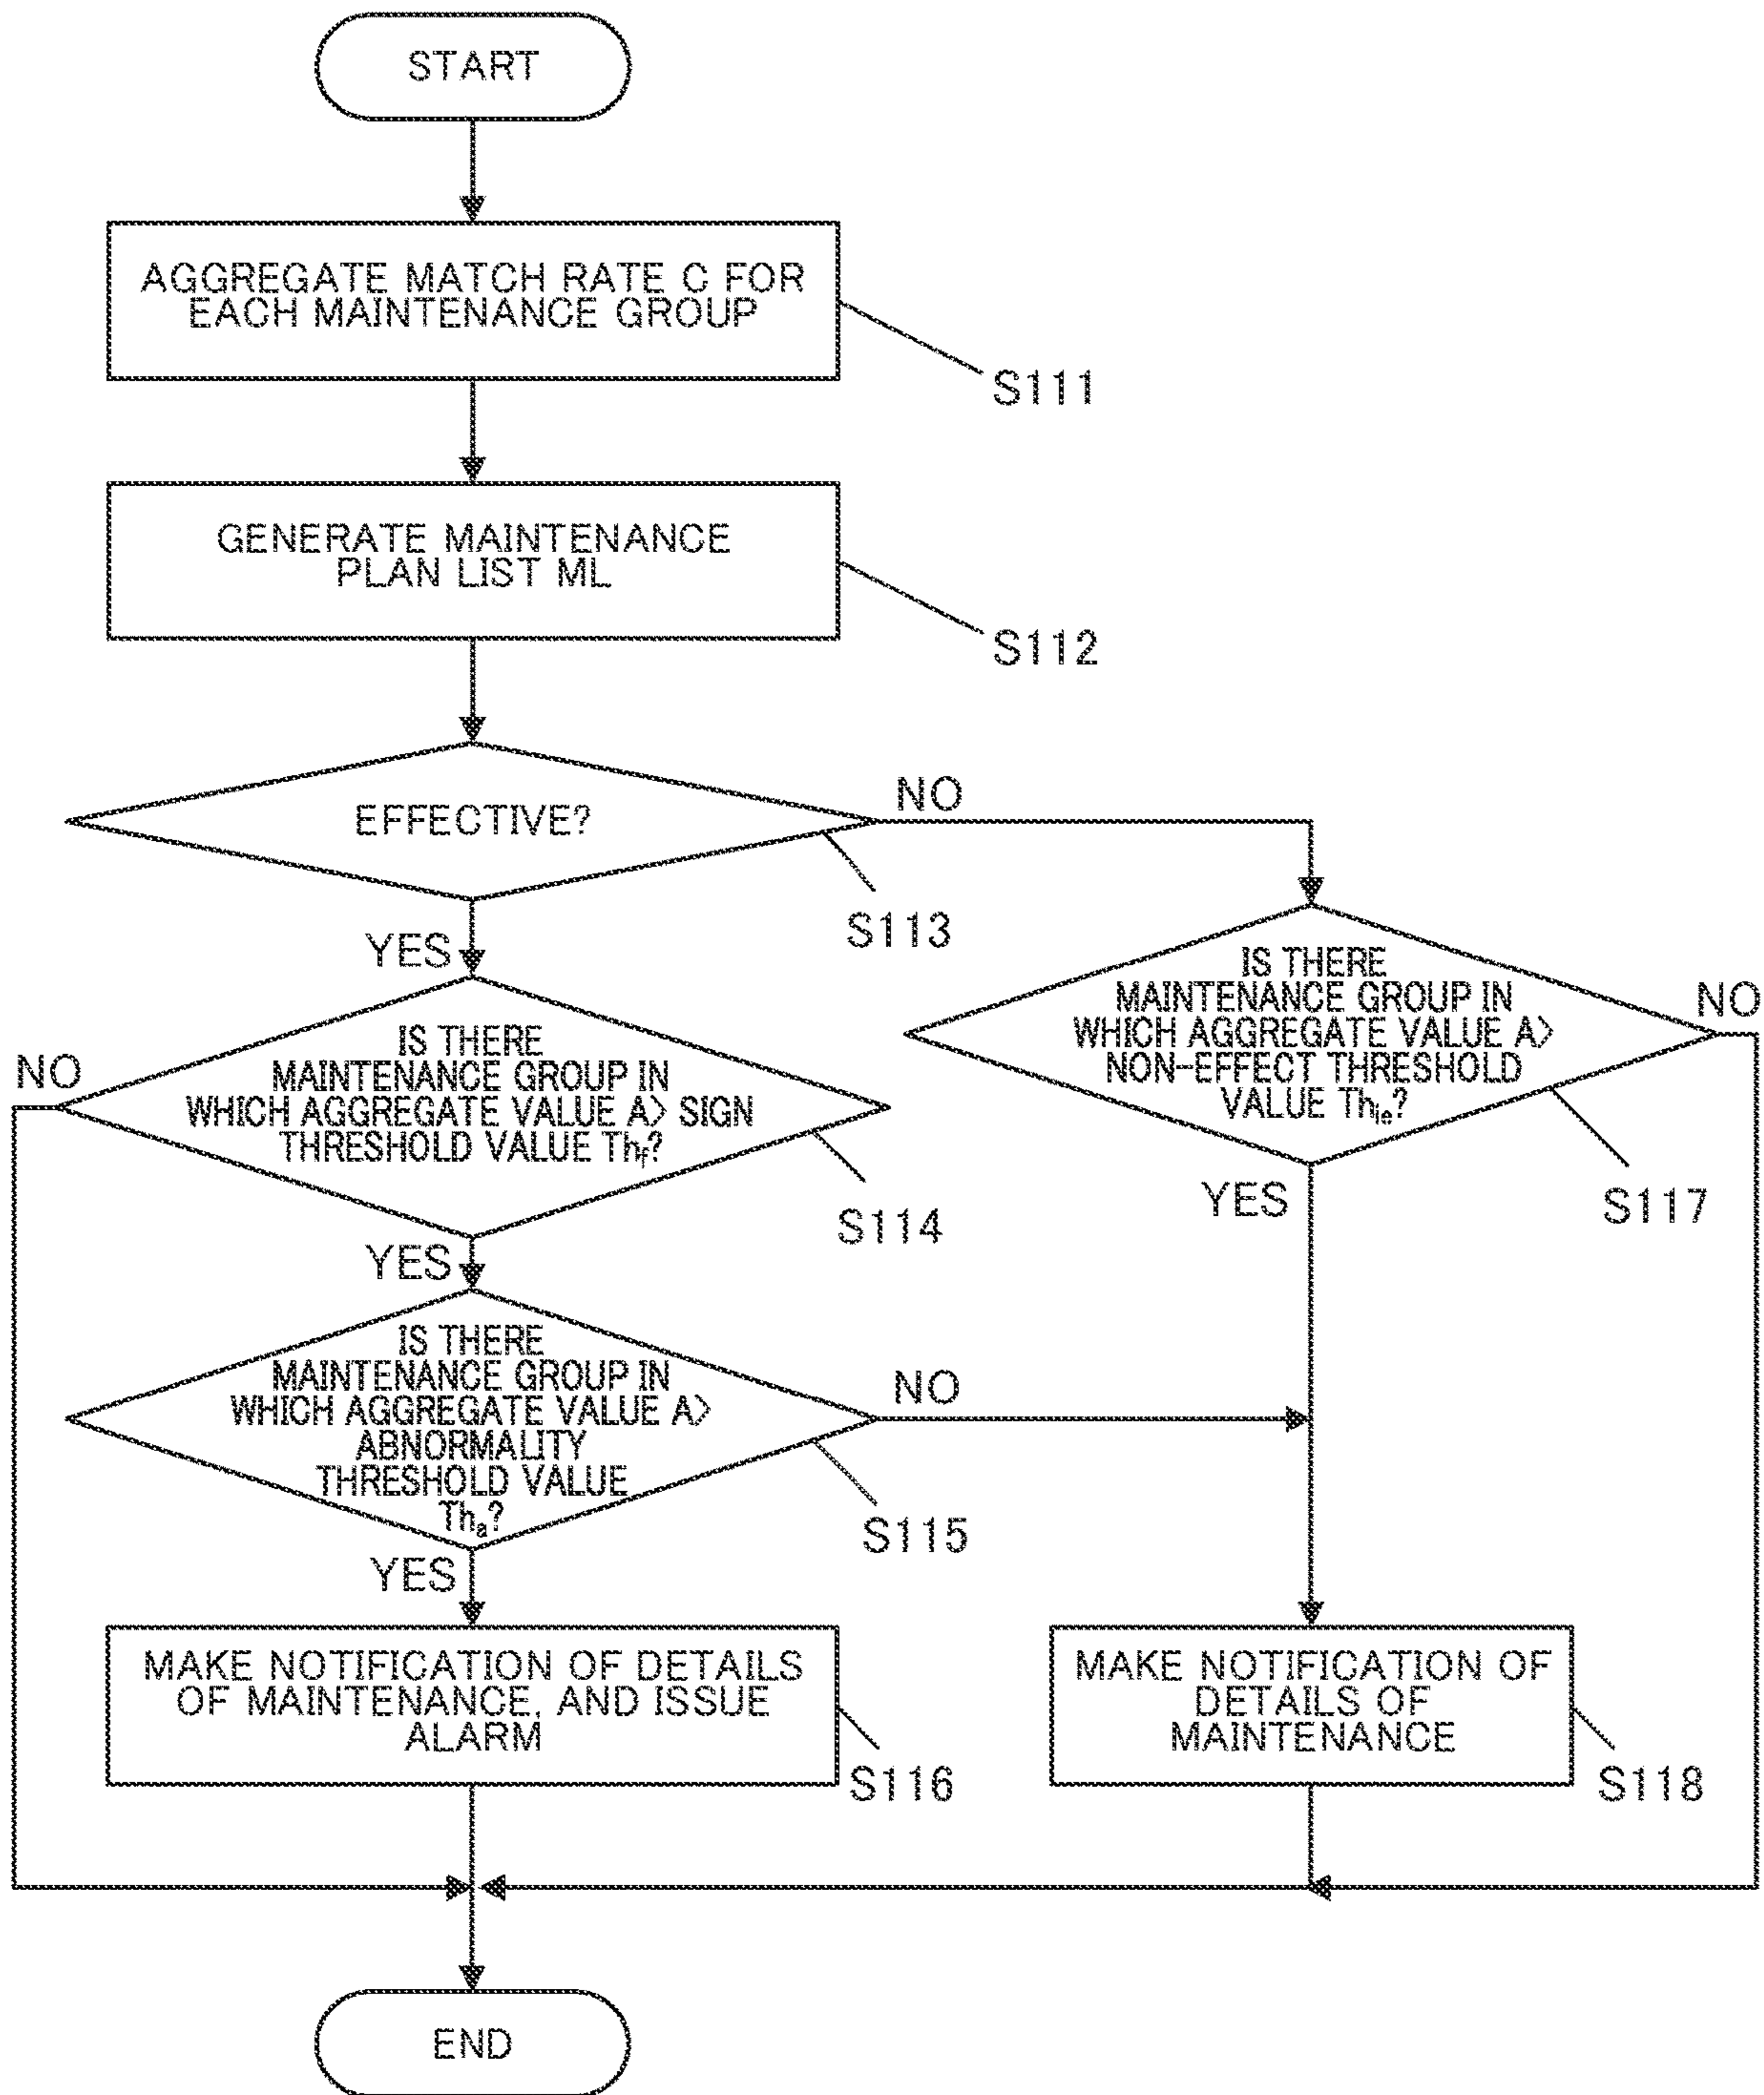 START
AGGREGATE MATCH RATE C FOR
EACH MAINTENANCE GROUP
S111
GENERATE MAINTENANCE
PLAN LIST ML
S112
EFFECTIVE?
NO
S113
YES
IS THERE
MAINTENANCE GROUP IN
WHICH AGGREGATE VALUE A>
NON-EFFECT THRESHOLD
VALUE Thie?
NO
S117
YES
IS THERE
MAINTENANCE GROUP IN
WHICH AGGREGATE VALUE A> SIGN
THRESHOLD VALUE Thf?
NO
S114
YES
IS THERE
MAINTENANCE GROUP IN
WHICH AGGREGATE VALUE A>
ABNORMALITY
THRESHOLD VALUE
Tha?
NO
S115
YES
MAKE NOTIFICATION OF DETAILS
OF MAINTENANCE, AND ISSUE
ALARM
S116
MAKE NOTIFICATION OF
DETAILS OF
MAINTENANCE
S118
END